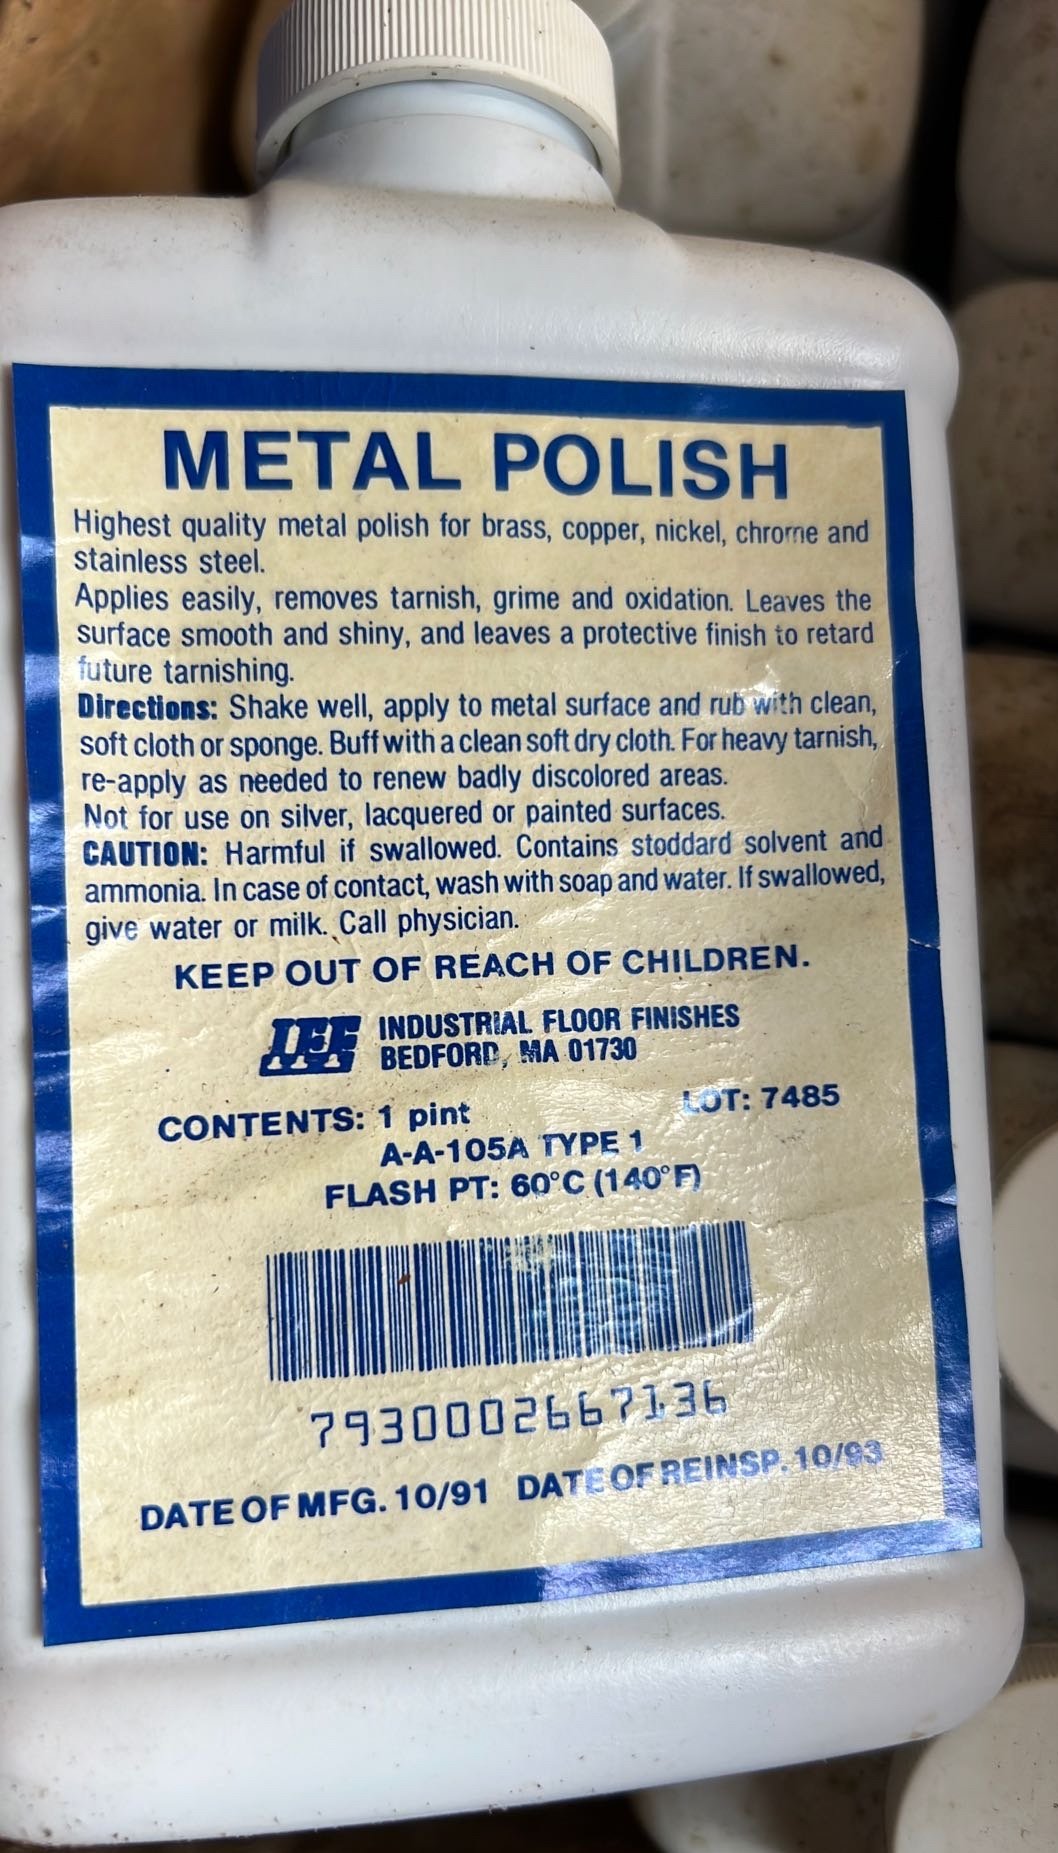 METAL POLISH
Highest quality metal polish for brass, copper, nickel, chrome and
stainless steel.
Applies easily, removes tarnish, grime and oxidation. Leaves the
surface smooth and shiny, and leaves a protective finish to retard
future tarnishing.
Directions: Shake well, apply to metal surface and rub with clean,
soft cloth or sponge. Buff with a clean soft dry cloth. For heavy tarnish,
re-apply as needed to renew badly discolored areas.
Not for use on silver, lacquered or painted surfaces.
CAUTION: Harmful if swallowed. Contains stoddard solvent and
ammonia. In case of contact, wash with soap and water. If swallowed,
give water or milk. Call physician.
KEEP OUT OF REACH OF CHILDREN.
IFF INDUSTRIAL FLOOR FINISHES
BEDFORD, MA 01730
CONTENTS: 1 pint LOT: 7485
A-A-105A TYPE 1
FLASH PT: 60°C (140°F)
7930002667136
DATE OF MFG. 10/91 DATE OF REINSP. 10/93